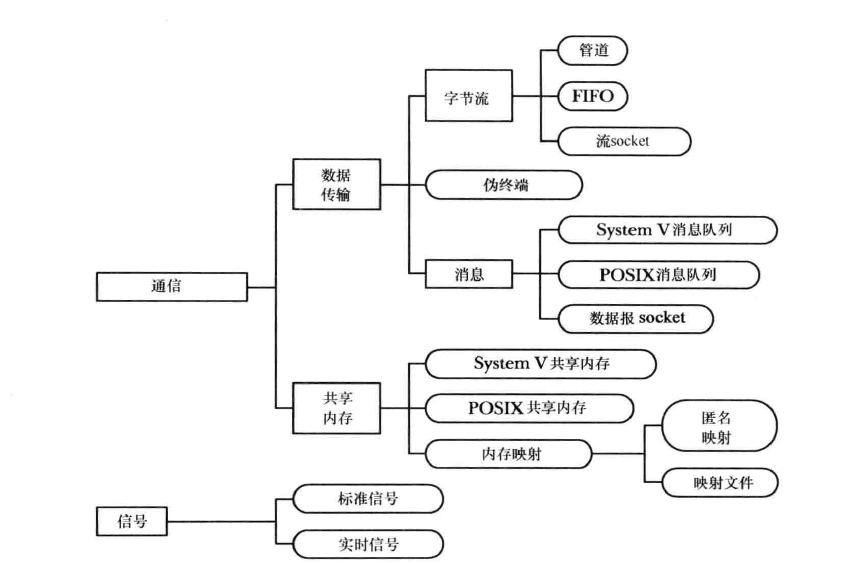 管道
字节流
FIFO
流socket
数据
传输
伪终端
System V消息队列
通信
消息
POSIX消息队列
数据报 socket
System V共享内存
共享
内存
POSIX 共享内存
匿名
映射
内存映射
映射文件
标准信号
信号
实时信号